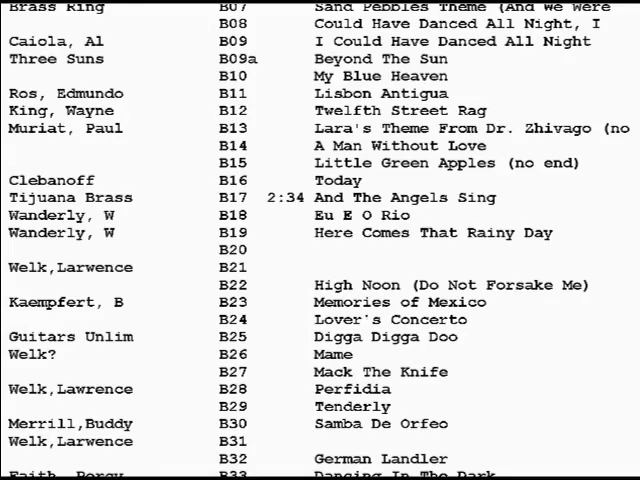 Brass Ring B07 Sand Pebbles Theme (And We Were
B08 Could Have Danced All Night, I
Caiola, Al B09 I Could Have Danced All Night
Three Suns B09a Beyond The Sun
B10 My Blue Heaven
Ros, Edmundo B11 Lisbon Antigua
King, Wayne B12 Twelfth Street Rag
Muriat, Paul B13 Lara's Theme From Dr. Zhivago (no
B14 A Man Without Love
B15 Little Green Apples (no end)
Clebanoff B16 Today
Tijuana Brass B17 2:34 And The Angels Sing
Wanderly, W B18 Eu E O Rio
Wanderly, W B19 Here Comes That Rainy Day
B20
Welk,Larwence B21
B22 High Noon (Do Not Forsake Me)
Kaempfert, B B23 Memories of Mexico
B24 Lover's Concerto
Guitars Unlim B25 Digga Digga Doo
Welk? B26 Mame
B27 Mack The Knife
Welk,Lawrence B28 Perfidia
B29 Tenderly
Merrill,Buddy B30 Samba De Orfeo
Welk,Larwence B31
B32 German Landler
Faith, Percy B33 Dancing In The Dark